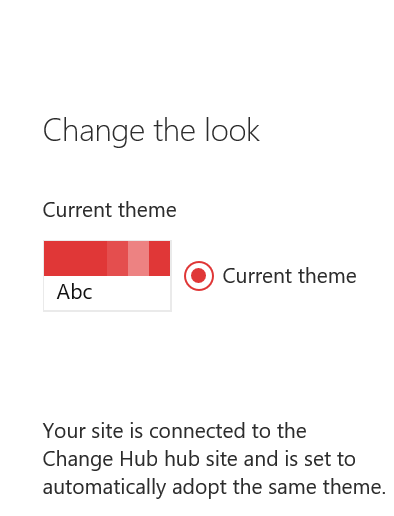 Change the look
Current theme
Abc
Current theme
Your site is connected to the
Change Hub hub site and is set to
automatically adopt the same theme.